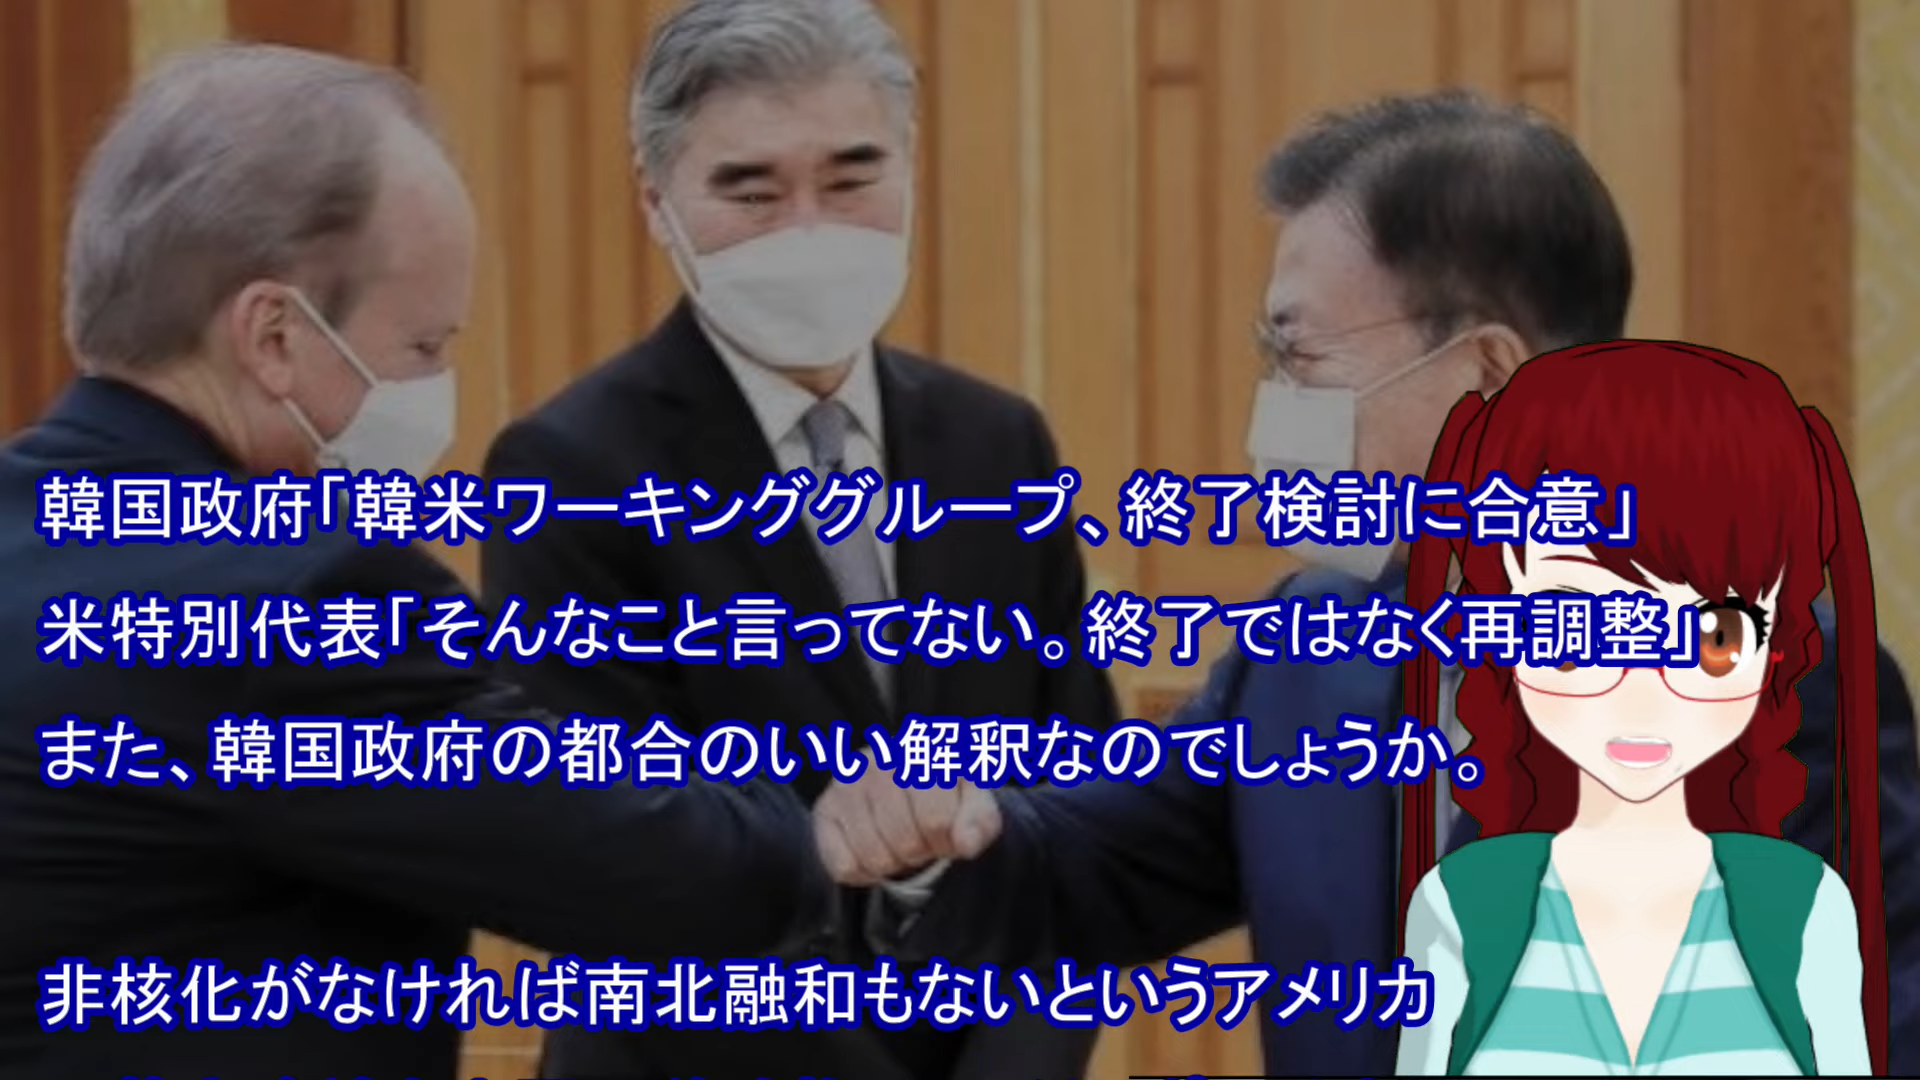 韓国政府「韓米ワーキンググループ、終了検討に合意」
米特別代表「そんなこと言ってない。終了ではなく再調整」
また、韓国政府の都合のいい解釈なのでしょうか。
非核化がなければ南北融和もないというアメリカ